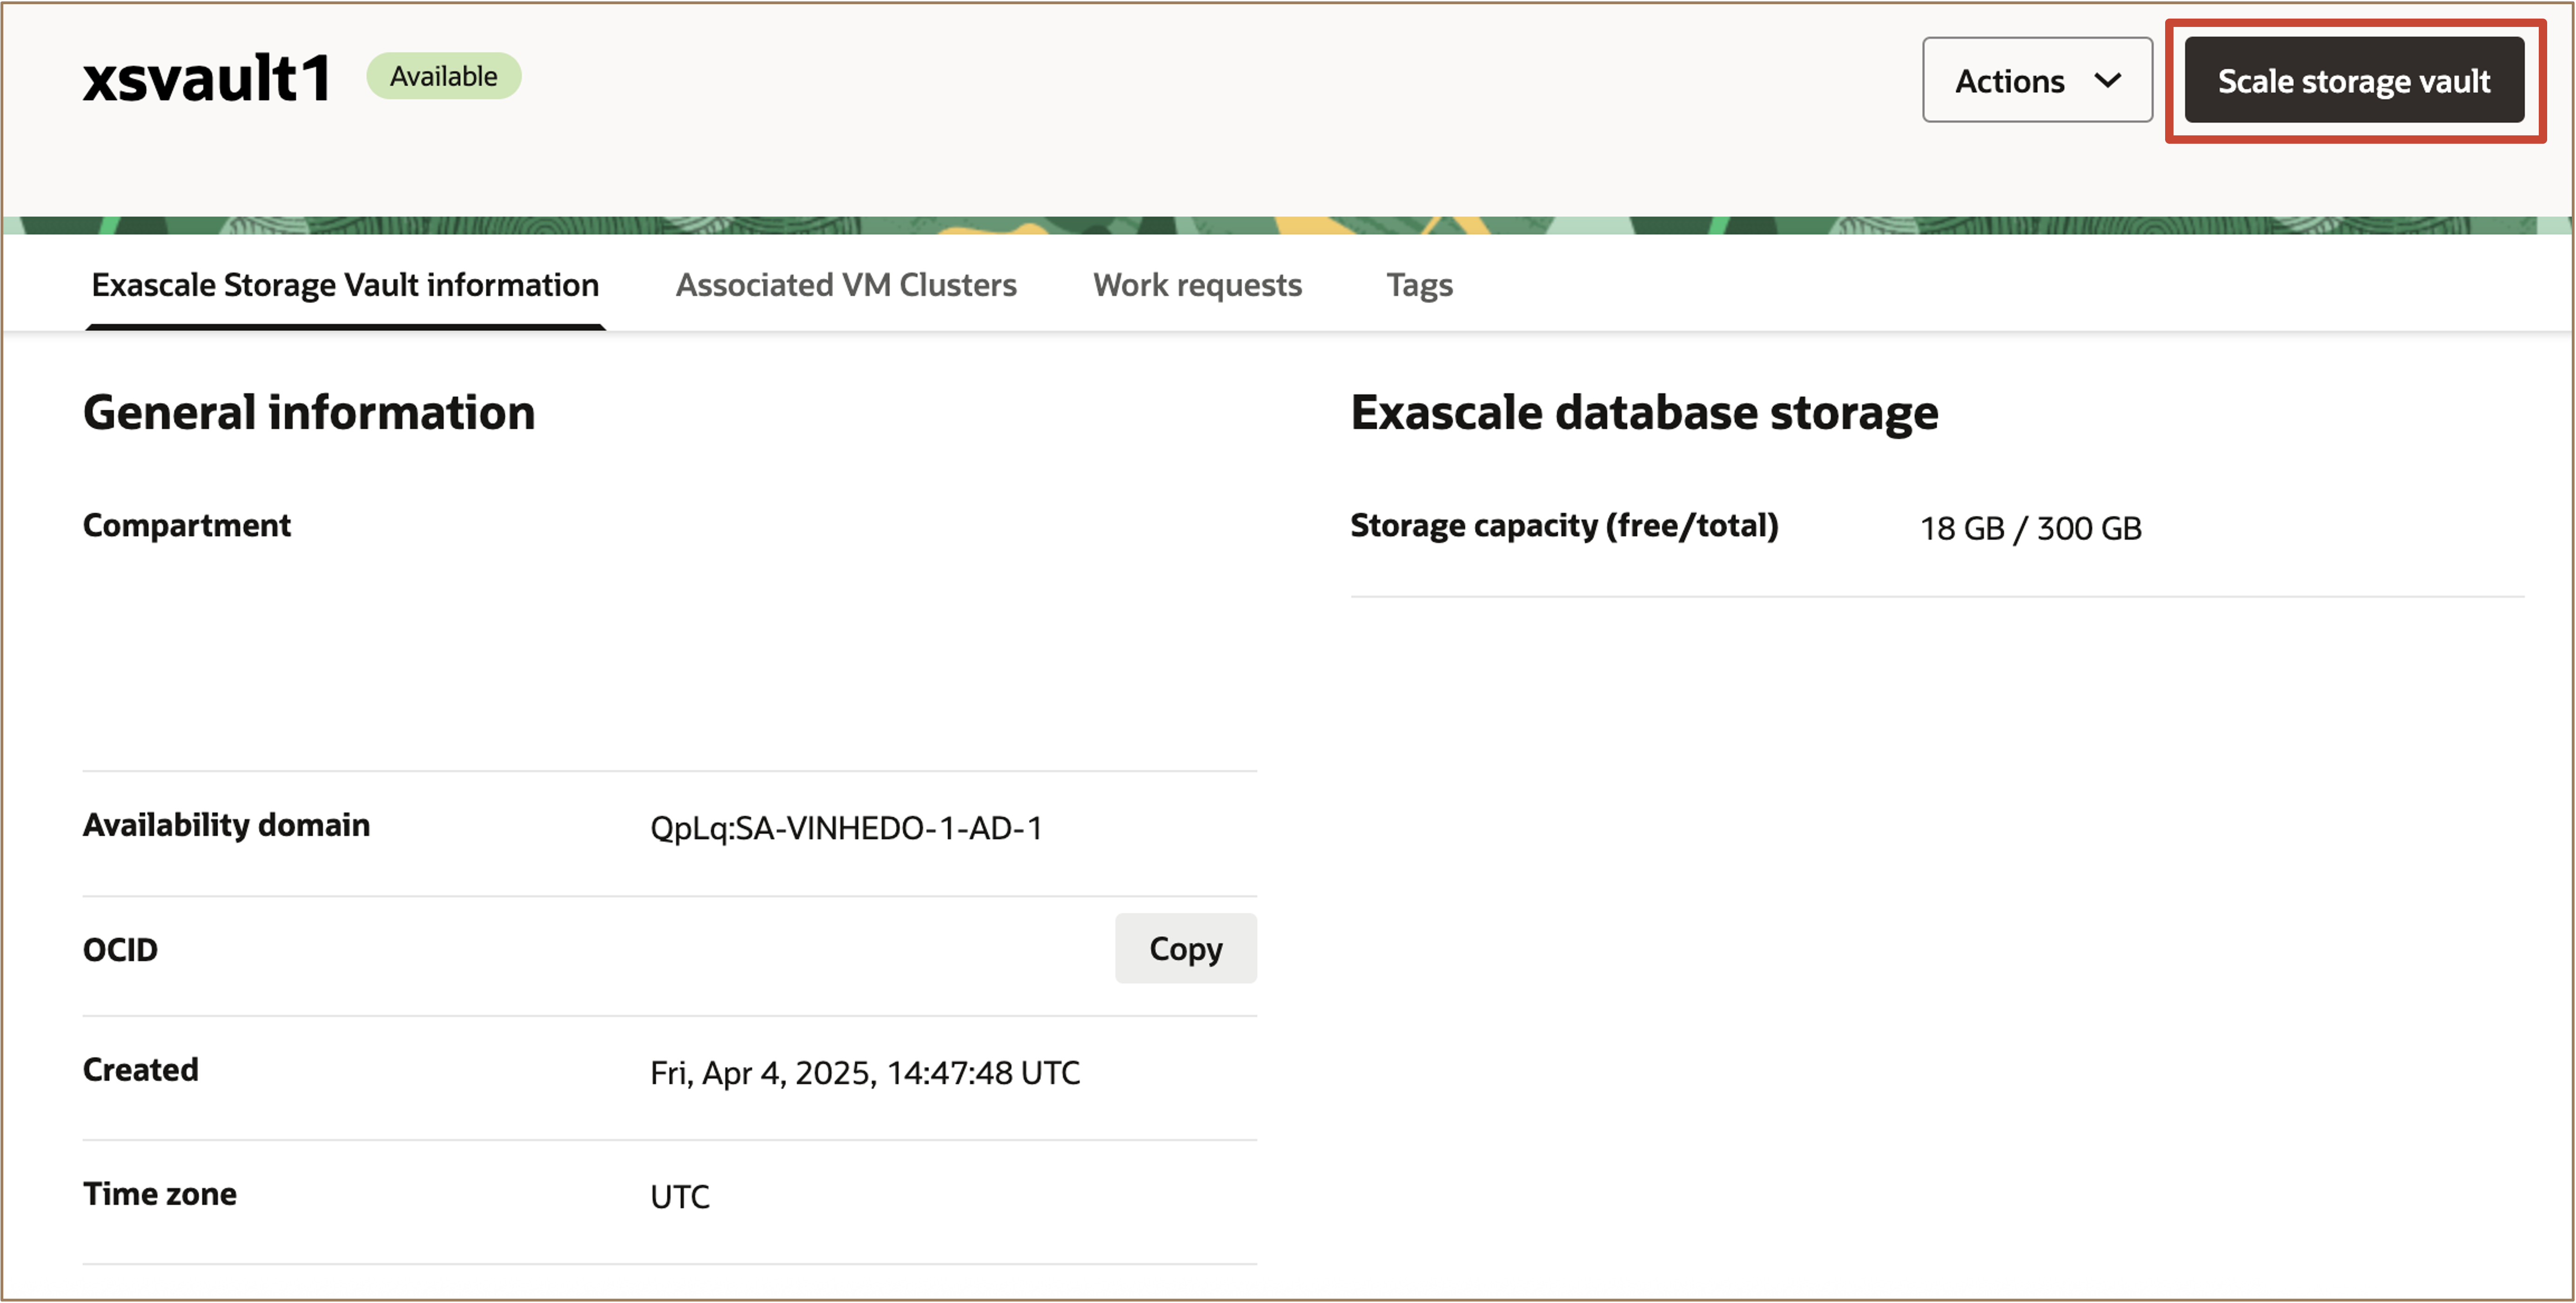 xsvault1 Available Actions Scale storage vault
Exascale Storage Vault information Associated VM Clusters Work requests Tags
General information
Compartment
Availability domain QpLq:SA-VINHEDO-1-AD-1
OCID Copy
Created Fri, Apr 4, 2025, 14:47:48 UTC
Time zone UTC
Exascale database storage
Storage capacity (free/total) 18 GB / 300 GB